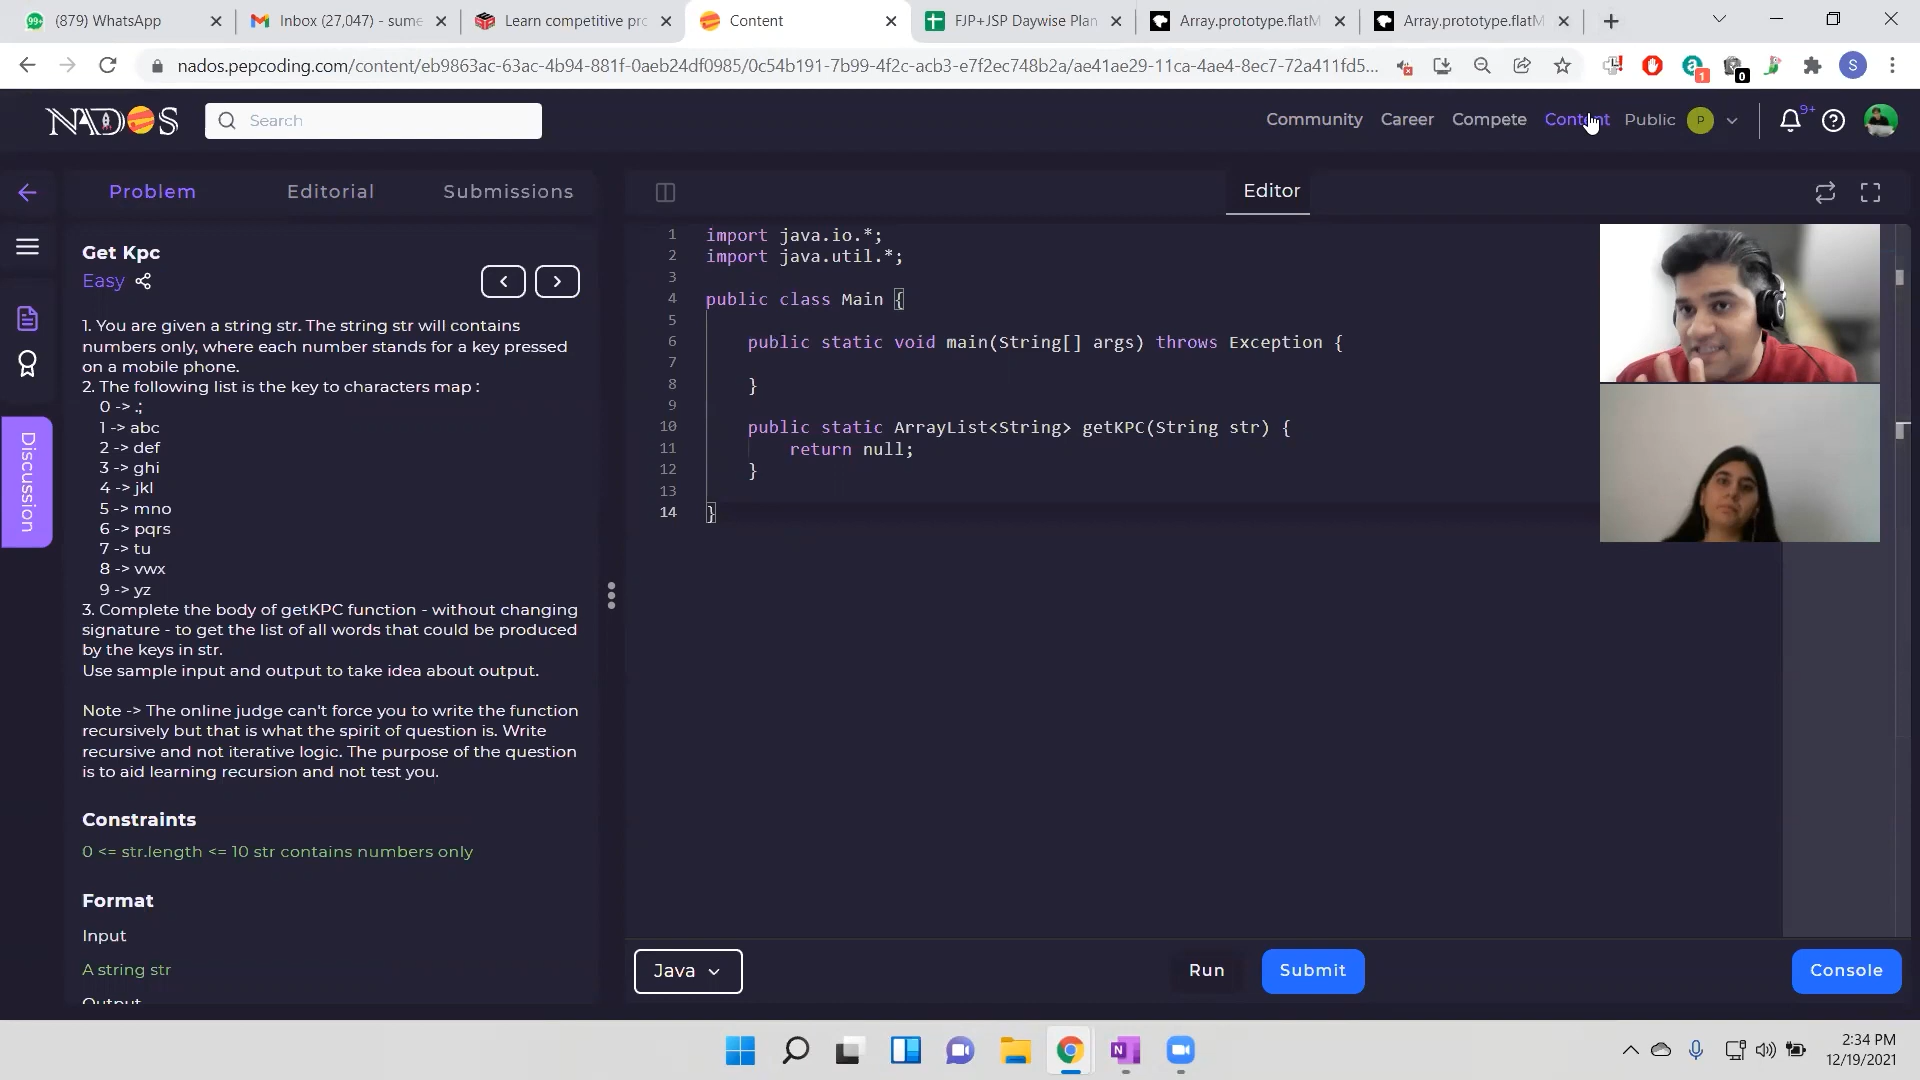 (879) WhatsApp
Inbox (27,047) - sume
Learn competitive pro
Content
FJP+JSP Daywise Plan
Array.prototype.flatM
Array.prototype.flatM
nados.pepcoding.com/content/eb9863ac-63ac-4b94-881f-0aeb24df0985/0c54b191-7b99-4f2c-acb3-e7f2ec748b2a/ae41ae29-11ca-4ae4-8ec7-72a411fd5...
1
0
S
NADOS
Search
Community
Career
Compete
Content
Public
P
9+
Problem
Editorial
Submissions
Editor
Discussion
Get Kpc
Easy
1. You are given a string str. The string str will contains
numbers only, where each number stands for a key pressed
on a mobile phone.
2. The following list is the key to characters map :
0 -> .;
1 -> abc
2 -> def
3 -> ghi
4 -> jkl
5 -> mno
6 -> pqrs
7 -> tu
8 -> vwx
9 -> yz
3. Complete the body of getKPC function - without changing
signature - to get the list of all words that could be produced
by the keys in str.
Use sample input and output to take idea about output.
Note -> The online judge can't force you to write the function
recursively but that is what the spirit of question is. Write
recursive and not iterative logic. The purpose of the question
is to aid learning recursion and not test you.
Constraints
0 <= str.length <= 10 str contains numbers only
Format
Input
A string str
Output
1 import java.io.*;
2 import java.util.*;
3
4 public class Main {
5
6 public static void main(String[] args) throws Exception {
7
8 }
9
10 public static ArrayList<String> getKPC(String str) {
11 return null;
12 }
13
14 }
Java
Run
Submit
Console
2:34 PM
12/19/2021